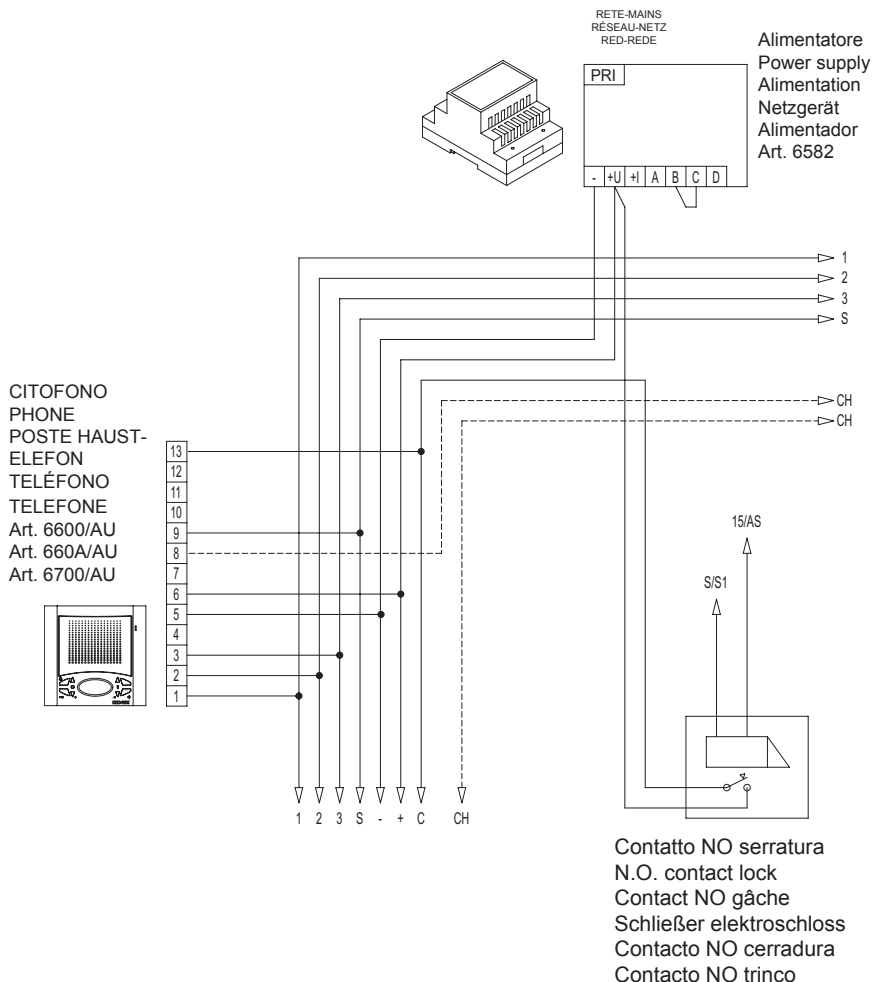 RETE-MAINS
RÉSEAU-NETZ
RED-REDE
PRI
Alimentatore
Power supply
Alimentation
Netzgerät
Alimentador
Art. 6582
- +U +I A B C D
1
2
3
S
CH
CH
CITOFONO
PHONE
POSTE HAUST-
ELEFON
TELÉFONO
TELEFONE
Art. 6600/AU
Art. 660A/AU
Art. 6700/AU
13
12
11
10
9
8
7
6
5
4
3
2
1
15/AS
S/S1
1 2 3 S - + C CH
Contatto NO serratura
N.O. contact lock
Contact NO gâche
Schließer elektroschloss
Contacto NO cerradura
Contacto NO trinco